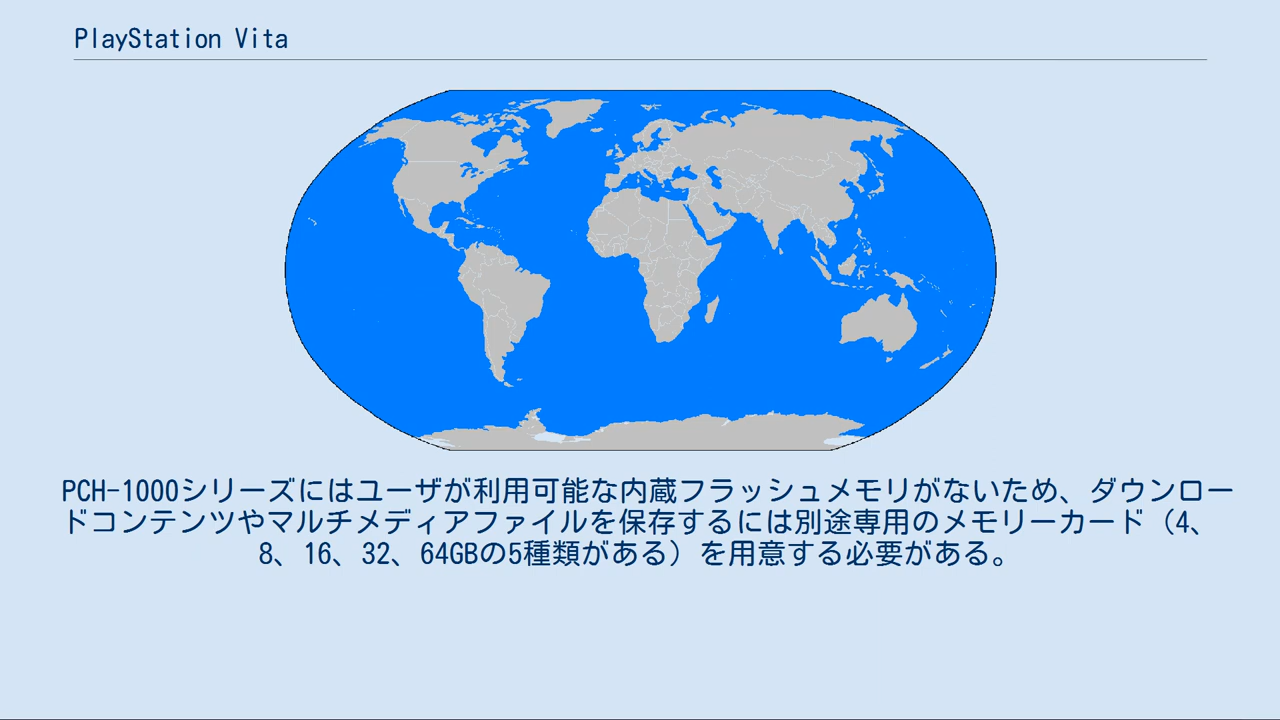 PlayStation Vita
PCH-1000シリーズにはユーザが利用可能な内蔵フラッシュメモリがないため、ダウンロー
ドコンテンツやマルチメディアファイルを保存するには別途専用のメモリーカード（4、
8、16、32、64GBの5種類がある）を用意する必要がある。